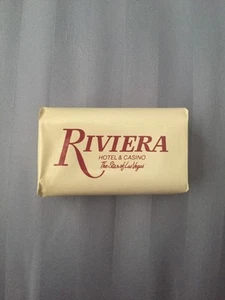 RIVIERA
HOTEL & CASINO
The Star of Las Vegas